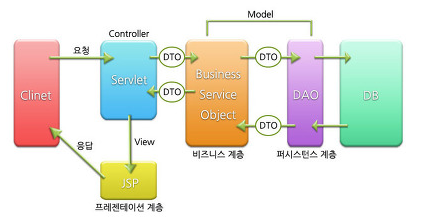 Model
Controller
요청
Clinet
Servlet
DTO
DTO
Business
Service
Object
DTO
DTO
DAO
DB
응답
View
JSP
프레젠테이션 계층
비즈니스 계층
퍼시스턴스 계층